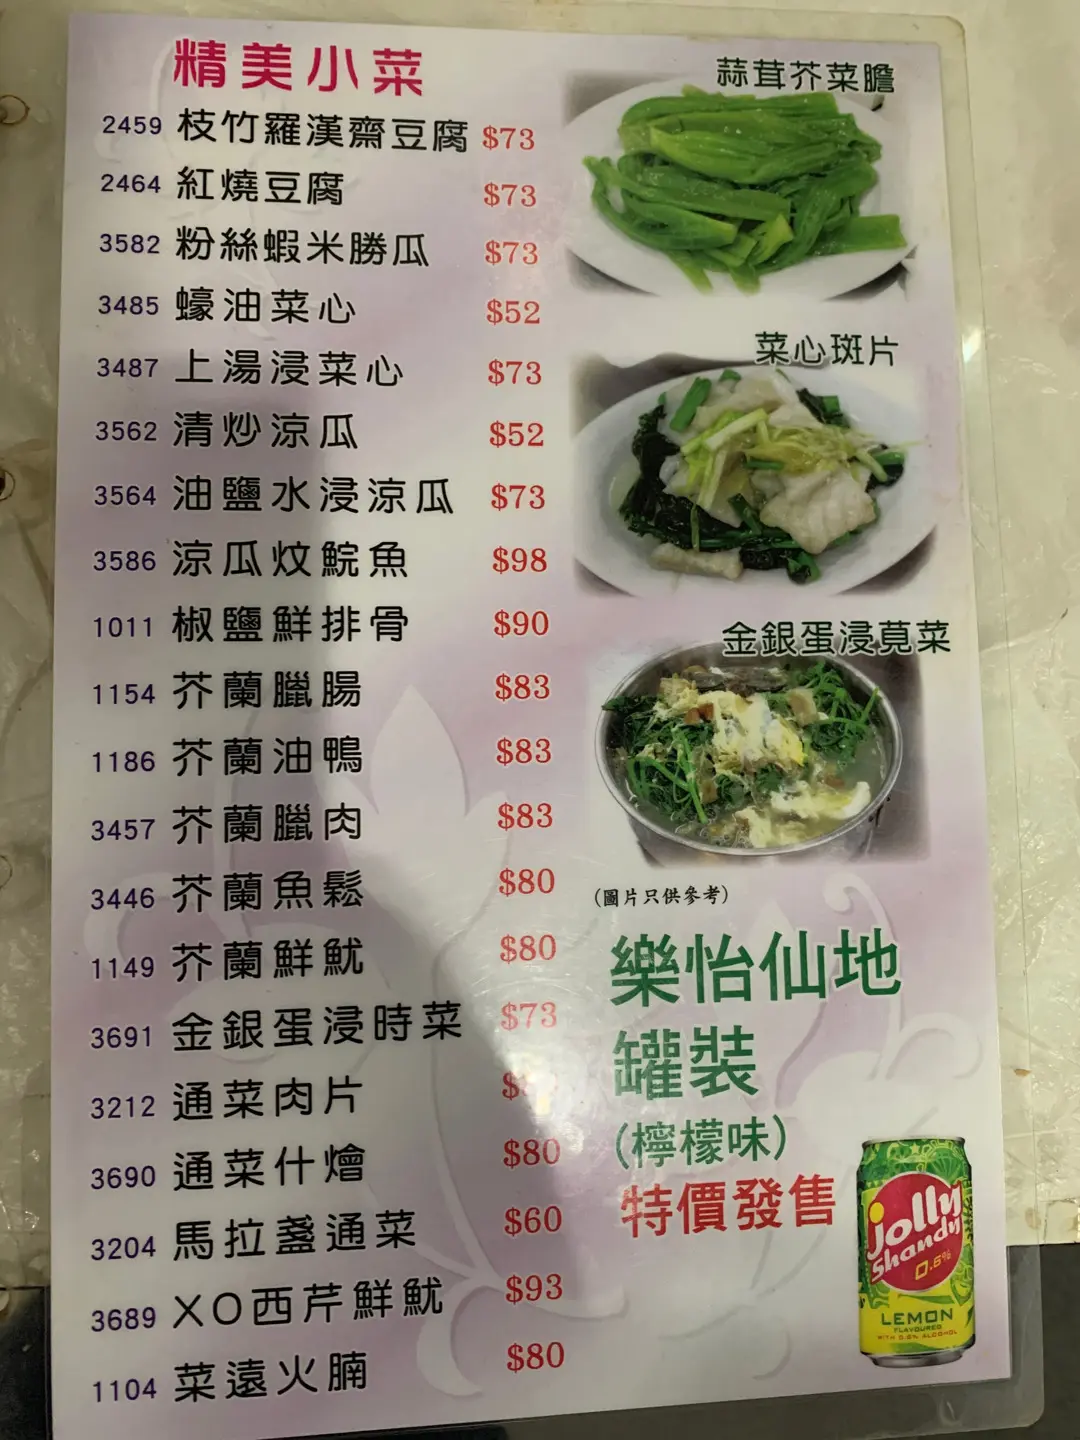 精美小菜
2459 枝竹羅漢齋豆腐 $73
2464 紅燒豆腐 $73
3582 粉絲蝦米勝瓜 $73
3485 蠔油菜心 $52
3487 上湯浸菜心 $73
3562 清炒涼瓜 $52
3564 油鹽水浸涼瓜 $73
3586 涼瓜炆鯇魚 $98
1011 椒鹽鮮排骨 $90
1154 芥蘭臘腸 $83
1186 芥蘭油鴨 $83
3457 芥蘭臘肉 $83
3446 芥蘭魚鬆 $80
1149 芥蘭鮮魷 $80
3691 金銀蛋浸時菜 $73
3212 通菜肉片
3690 通菜什燴 $80
3204 馬拉盞通菜 $60
3689 XO西芹鮮魷 $93
1104 菜遠火腩 $80
蒜茸芥菜膽
菜心斑片
金銀蛋浸莧菜
(圖片只供參考)
樂怡仙地
罐裝
(檸檬味)
特價發售
jolly
Shandy
0.6%
LEMON
FLAVOURED
WITH 0.6% ALCOHOL